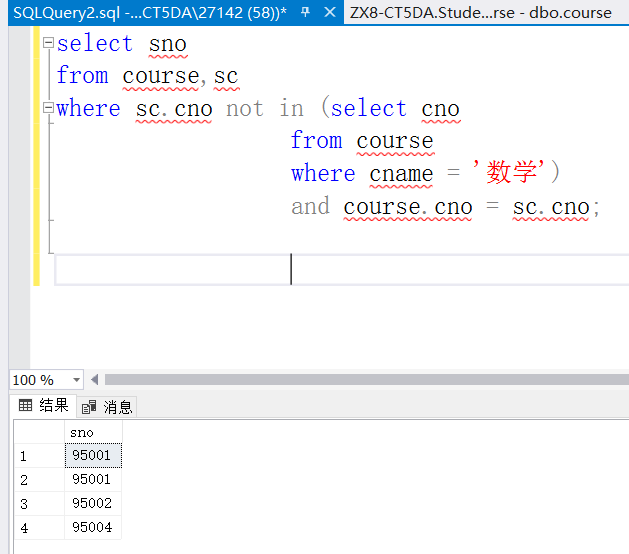 SQLQuery2.sql -...CT5DA\27142 (58))* ZX8-CT5DA.Stude...rse - dbo.course
select sno
from course,sc
where sc.cno not in (select cno
from course
where cname = '数学')
and course.cno = sc.cno;
100 %
结果 消息
sno
1 95001
2 95001
3 95002
4 95004